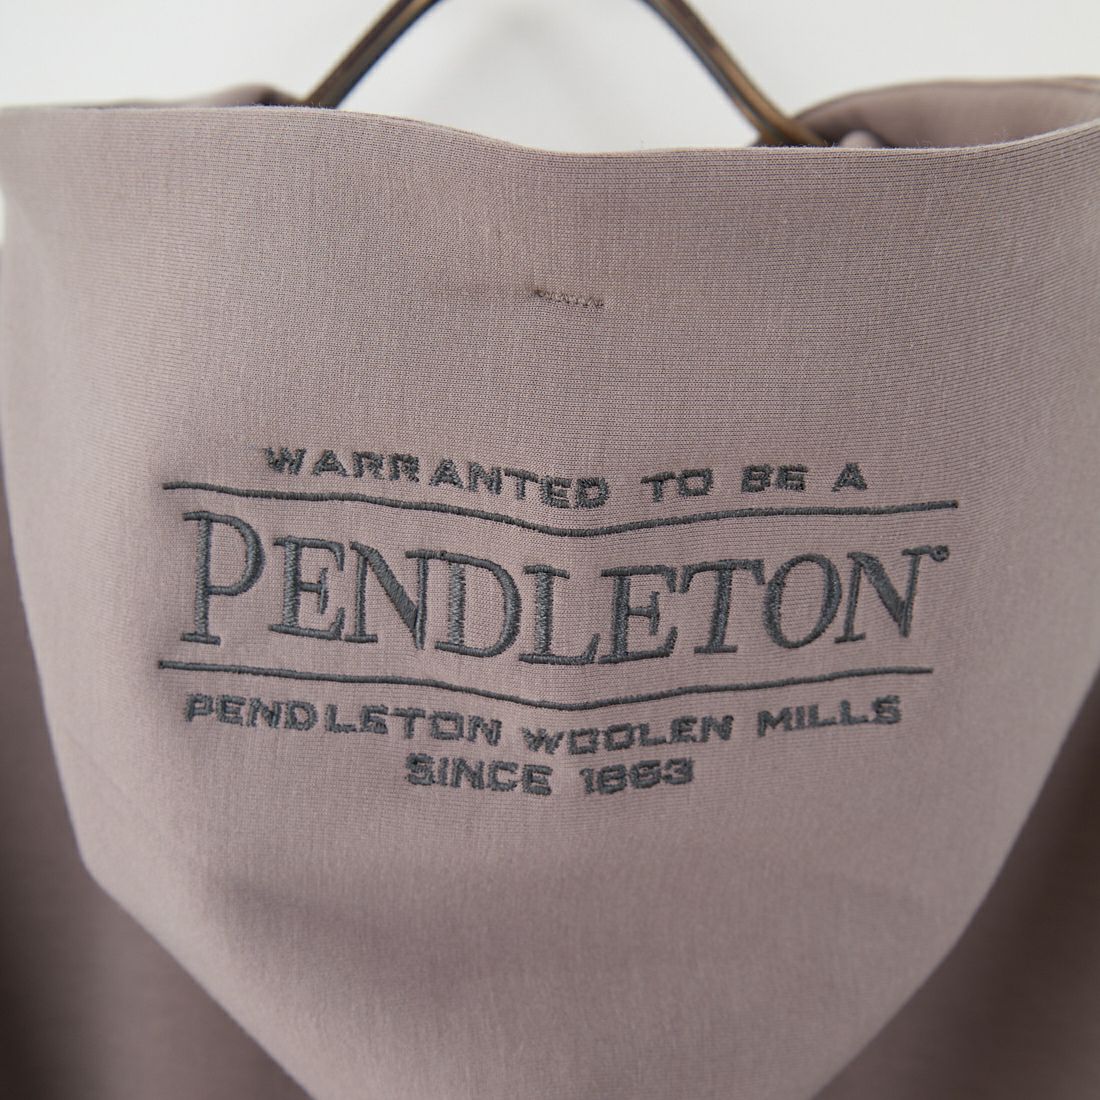 WARRANTED TO BE A
PENDLETON®
PENDLETON WOOLEN MILLS
SINCE 1863